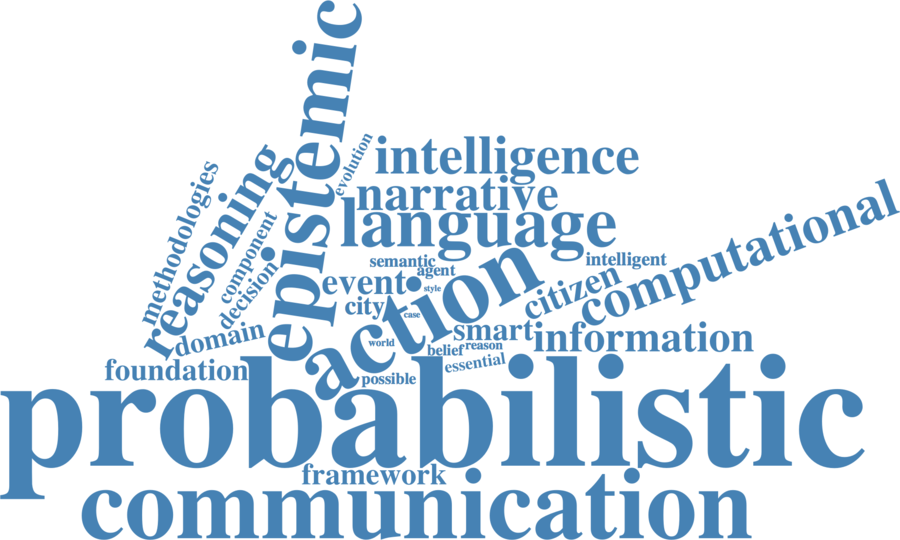 epistemic
evolution
intelligence
methodologies
reasoning
narrative
language
computational
component
semantic
agent
intelligent
decision
event
style
action
citizen
city
case
domain
smart
information
world
belief
reason
essential
foundation
possible
probabilistic
framework
communication